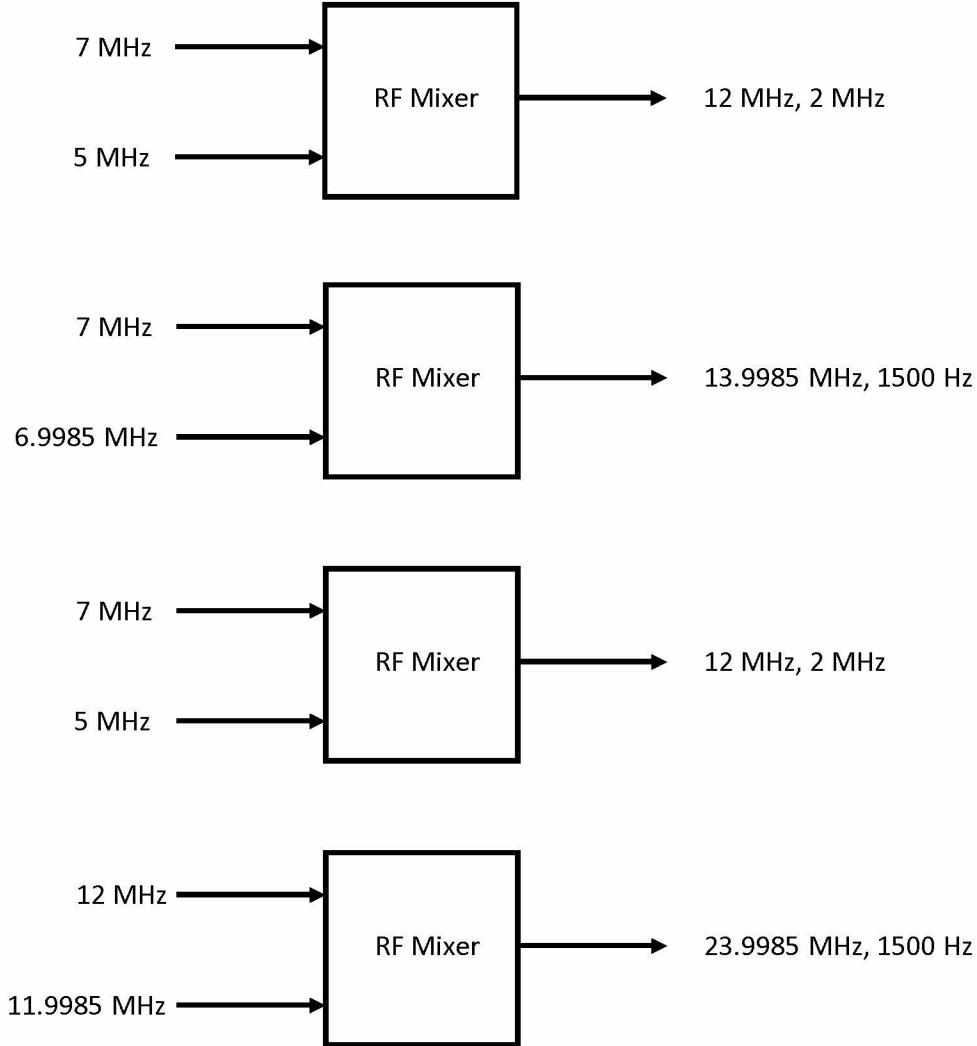 7 MHz
RF Mixer
12 MHz, 2 MHz
5 MHz
7 MHz
RF Mixer
13.9985 MHz, 1500 Hz
6.9985 MHz
7 MHz
RF Mixer
12 MHz, 2 MHz
5 MHz
12 MHz
RF Mixer
23.9985 MHz, 1500 Hz
11.9985 MHz